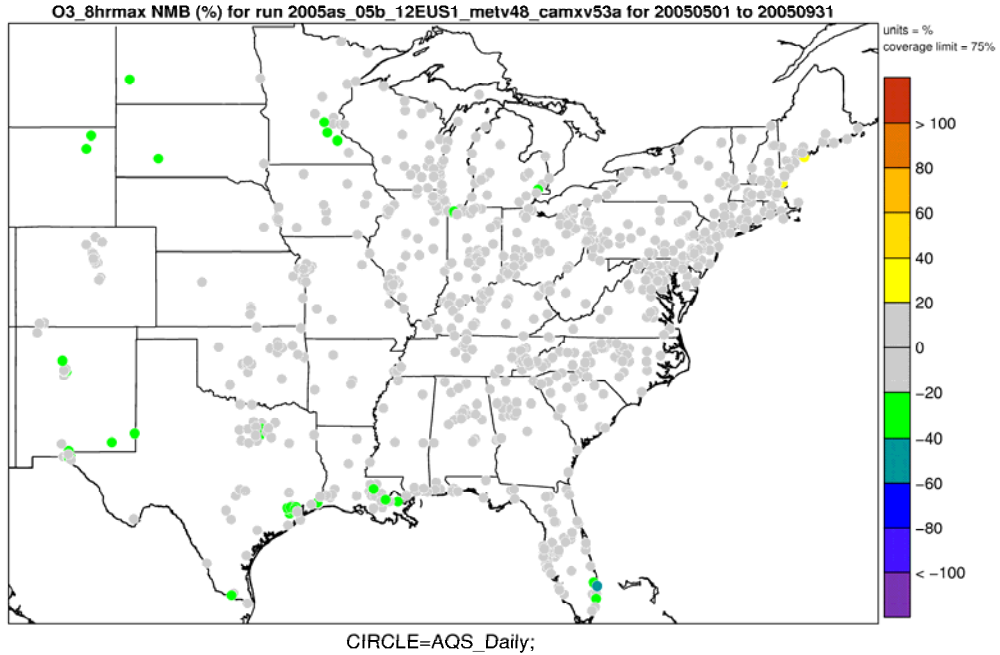 O3_8hrmax NMB (%) for run 2005as_05b_12EUS1_metv48_camxv53a for 20050501 to 20050931
units = %
coverage limit = 75%
> 100
80
60
40
20
0
−20
−40
−60
−80
< −100
CIRCLE=AQS_Daily;